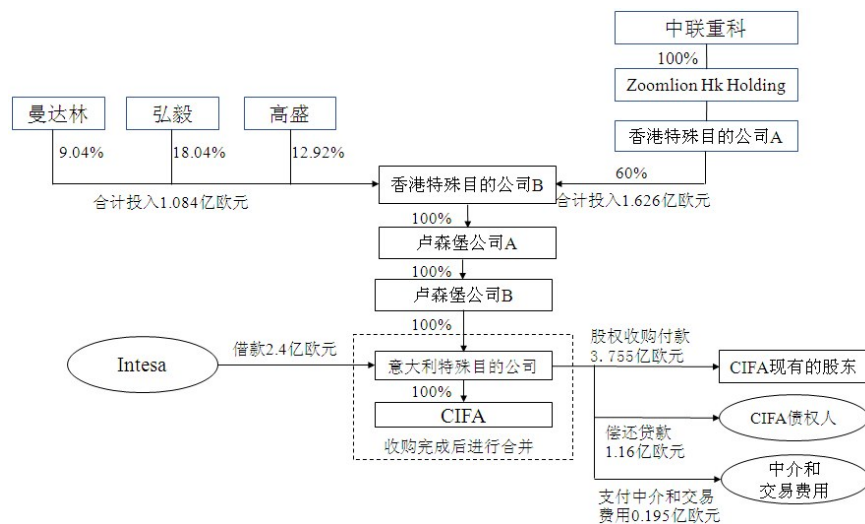 中联重科
100%
Zoomlion Hk Holding
曼达林
弘毅
高盛
香港特殊目的公司A
9.04%
18.04%
12.92%
60%
香港特殊目的公司B
合计投入1.084亿欧元
合计投入1.626亿欧元
100%
卢森堡公司A
100%
卢森堡公司B
100%
股权收购付款
3.755亿欧元
借款2.4亿欧元
Intesa
意大利特殊目的公司
CIFA现有的股东
100%
CIFA
CIFA债权人
收购完成后进行合并
偿还贷款
1.16亿欧元
中介和
交易费用
支付中介和交易
费用0.195亿欧元